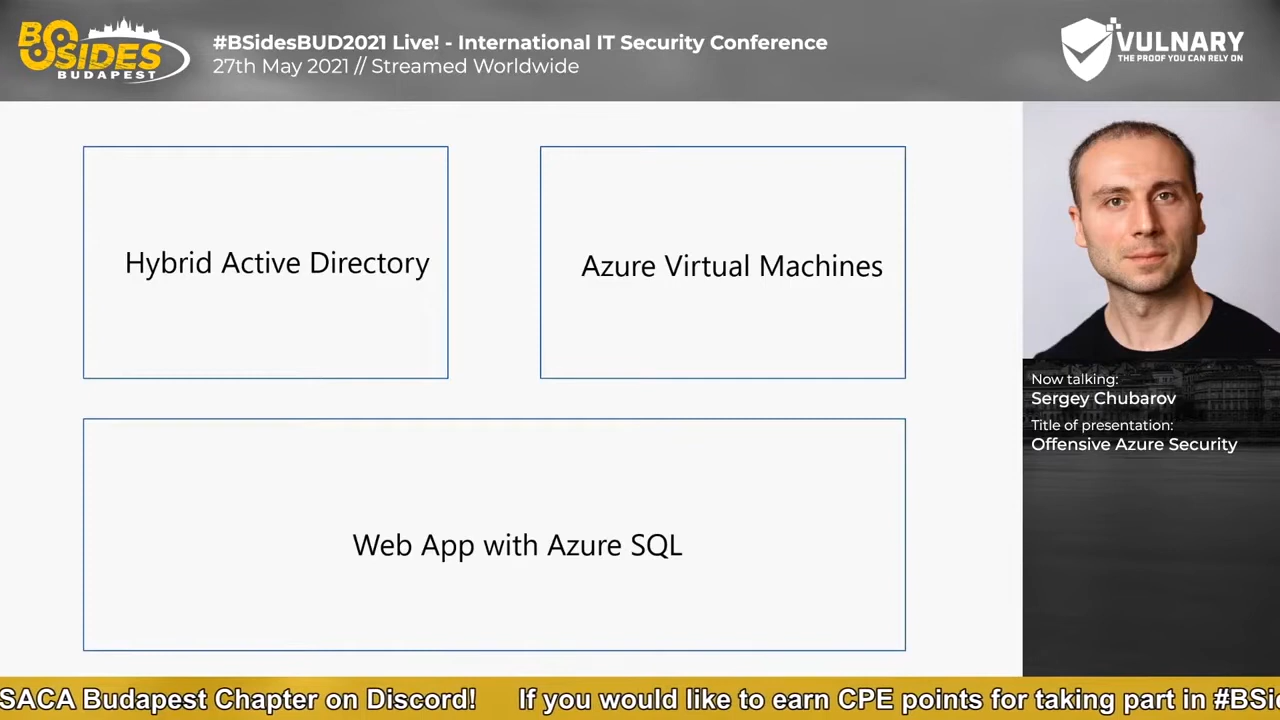 BSIDES
BUDAPEST
#BSidesBUD2021 Live! - International IT Security Conference
27th May 2021 // Streamed Worldwide
VULNARY
THE PROOF YOU CAN RELY ON
Hybrid Active Directory
Azure Virtual Machines
Web App with Azure SQL
Now talking:
Sergey Chubarov
Title of presentation:
Offensive Azure Security
SACA Budapest Chapter on Discord! If you would like to earn CPE points for taking part in #BSid